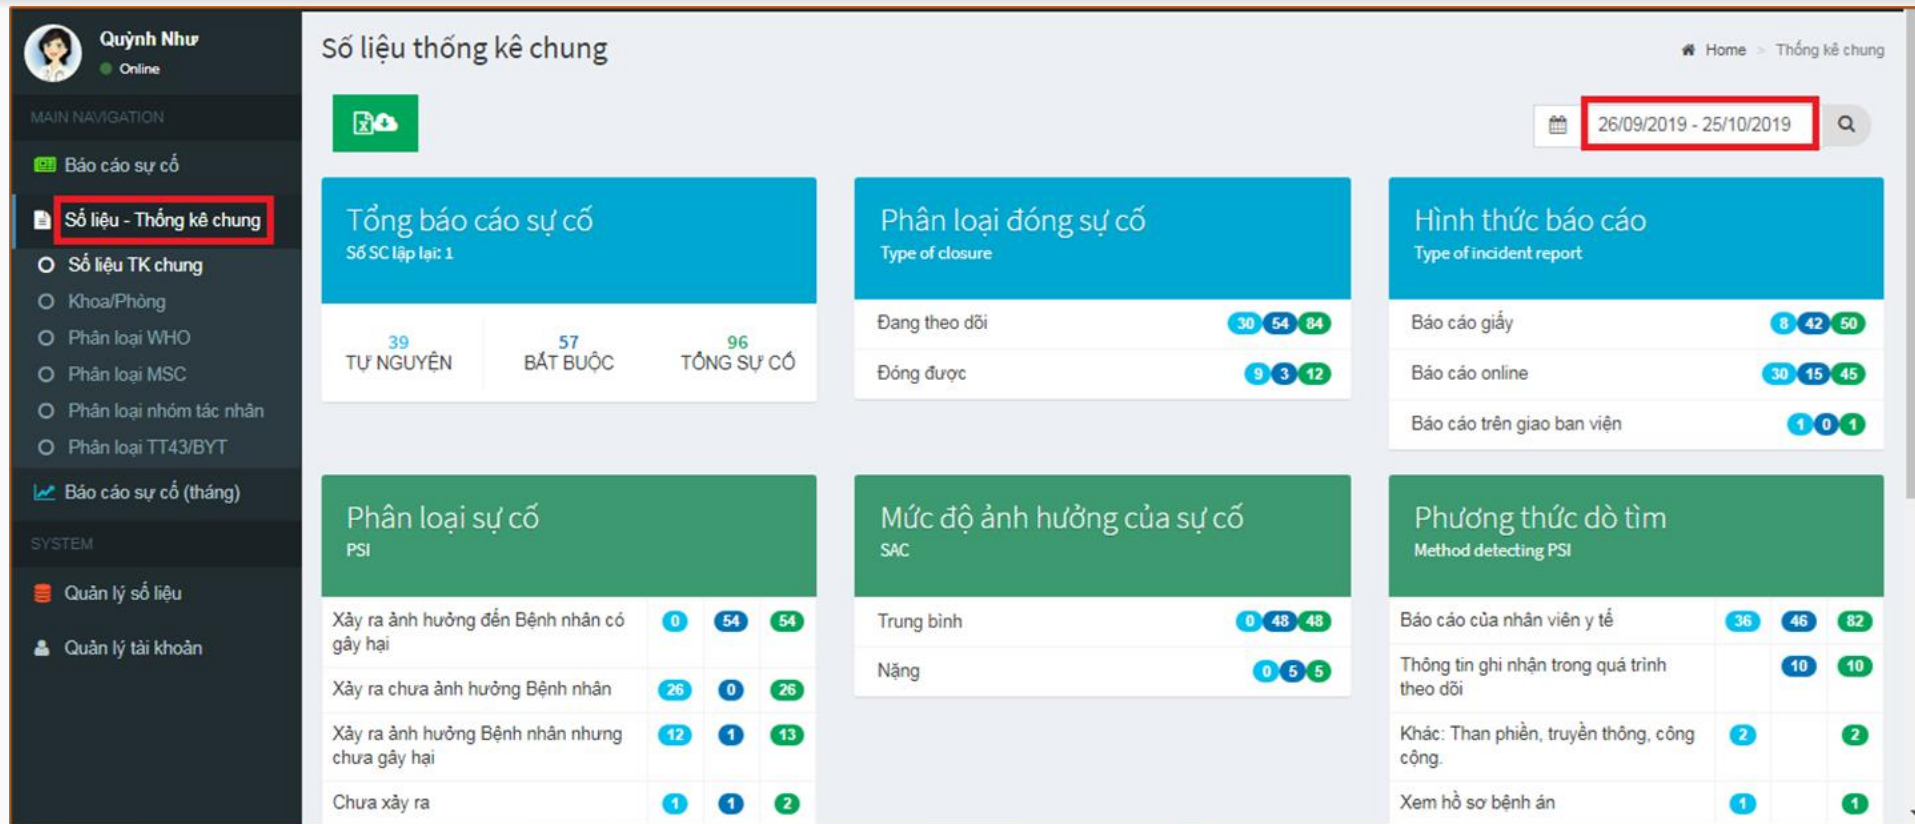 Quỳnh Như
Online
MAIN NAVIGATION
Báo cáo sự cố
Số liệu - Thống kê chung
Số liệu TK chung
Khoa/Phòng
Phân loại WHO
Phân loại MSC
Phân loại nhóm tác nhân
Phân loại TT43/BYT
Báo cáo sự cố (tháng)
SYSTEM
Quản lý số liệu
Quản lý tài khoản
Số liệu thống kê chung
Home > Thống kê chung
26/09/2019 - 25/10/2019
Tổng báo cáo sự cố
Số SC lập lại: 1
39 57 96
TỰ NGUYỆN BẮT BUỘC TỔNG SỰ CỐ
Phân loại đóng sự cố
Type of closure
Đang theo dõi 30 54 84
Đóng được 9 3 12
Hình thức báo cáo
Type of incident report
Báo cáo giấy 8 42 50
Báo cáo online 30 15 45
Báo cáo trên giao ban viện 1 0 1
Phân loại sự cố
PSI
Xảy ra ảnh hưởng đến Bệnh nhân có 0 54 54
gây hại
Xảy ra chưa ảnh hưởng Bệnh nhân 26 0 26
Xảy ra ảnh hưởng Bệnh nhân nhưng 12 1 13
chưa gây hại
Chưa xảy ra 1 1 2
Mức độ ảnh hưởng của sự cố
SAC
Trung bình 0 48 48
Nặng 0 5 5
Phương thức dò tìm
Method detecting PSI
Báo cáo của nhân viên y tế 36 46 82
Thông tin ghi nhận trong quá trình 10 10
theo dõi
Khác: Than phiền, truyền thông, công 2 2
cộng.
Xem hồ sơ bệnh án 1 1